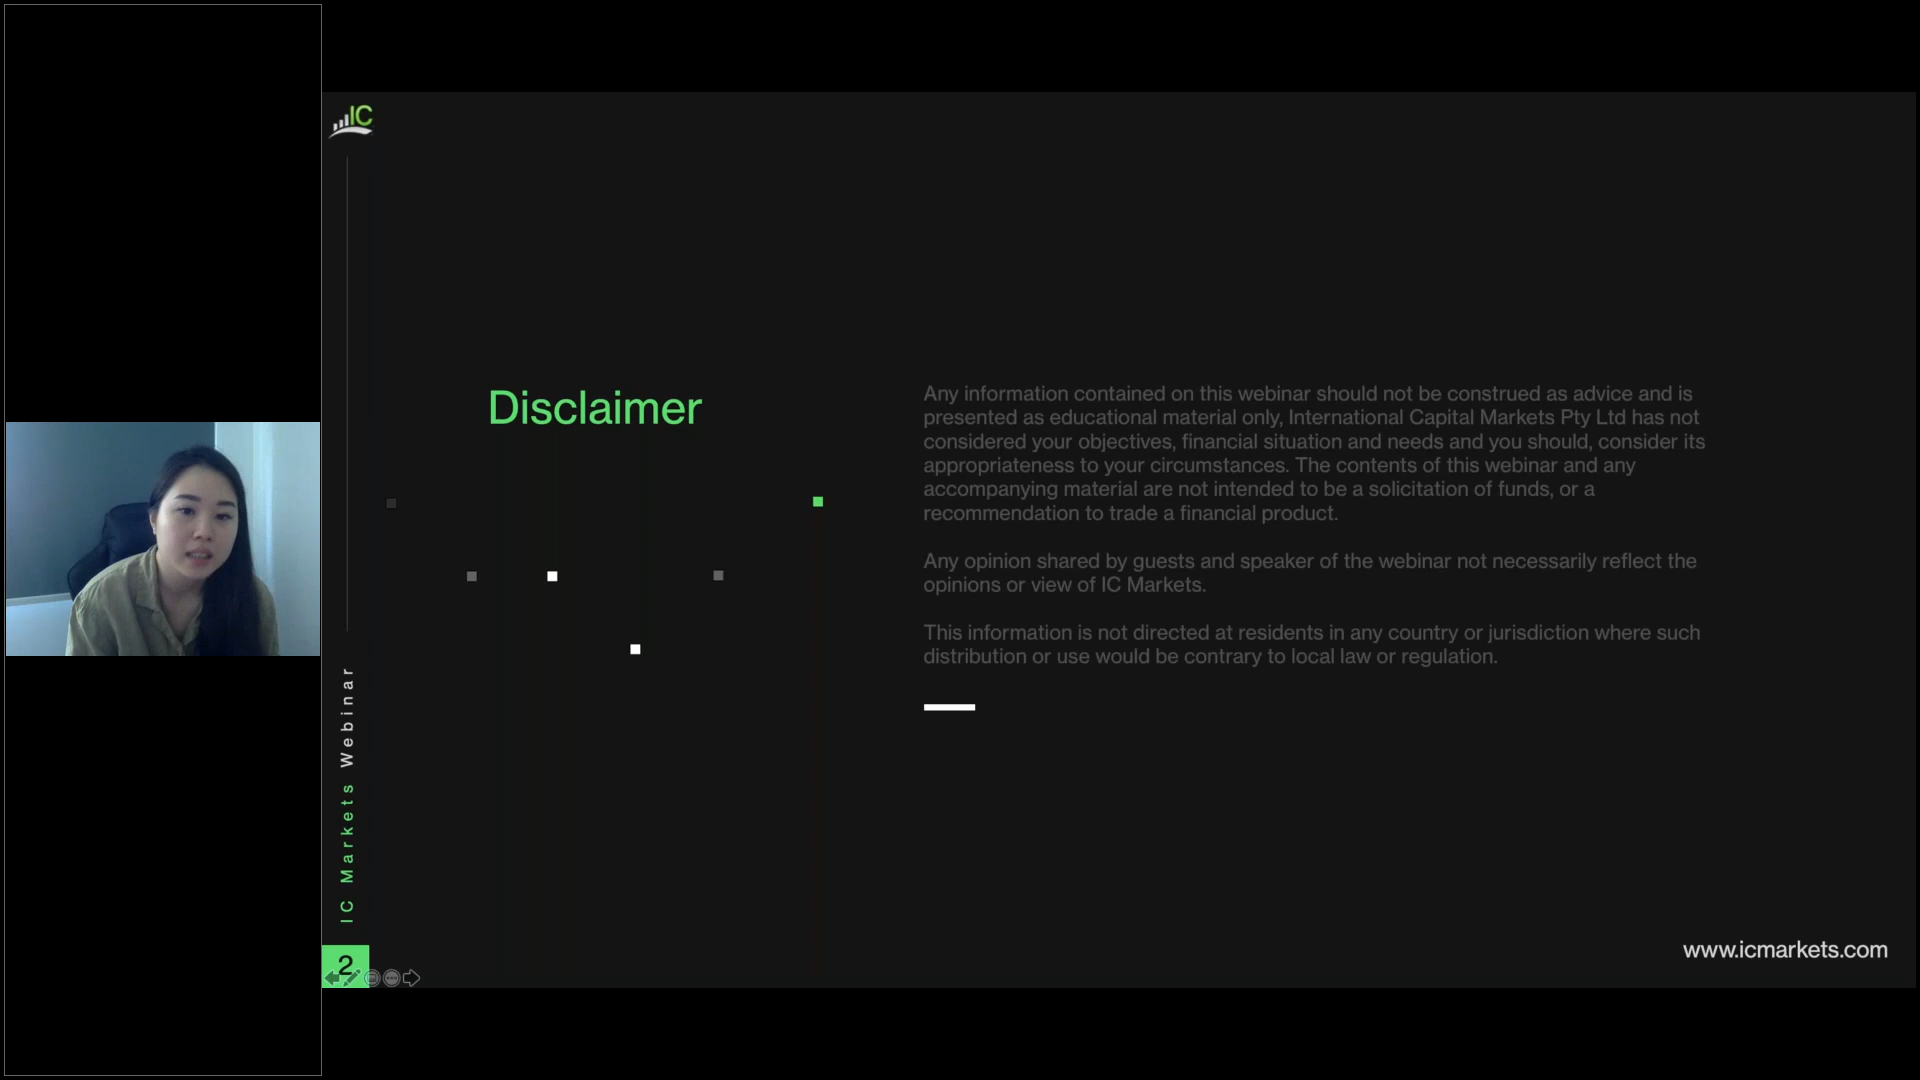 IC
Disclaimer
Any information contained on this webinar should not be construed as advice and is
presented as educational material only, International Capital Markets Pty Ltd has not
considered your objectives, financial situation and needs and you should, consider its
appropriateness to your circumstances. The contents of this webinar and any
accompanying material are not intended to be a solicitation of funds, or a
recommendation to trade a financial product.
Any opinion shared by guests and speaker of the webinar not necessarily reflect the
opinions or view of IC Markets.
This information is not directed at residents in any country or jurisdiction where such
distribution or use would be contrary to local law or regulation.
IC Markets Webinar
2
www.icmarkets.com